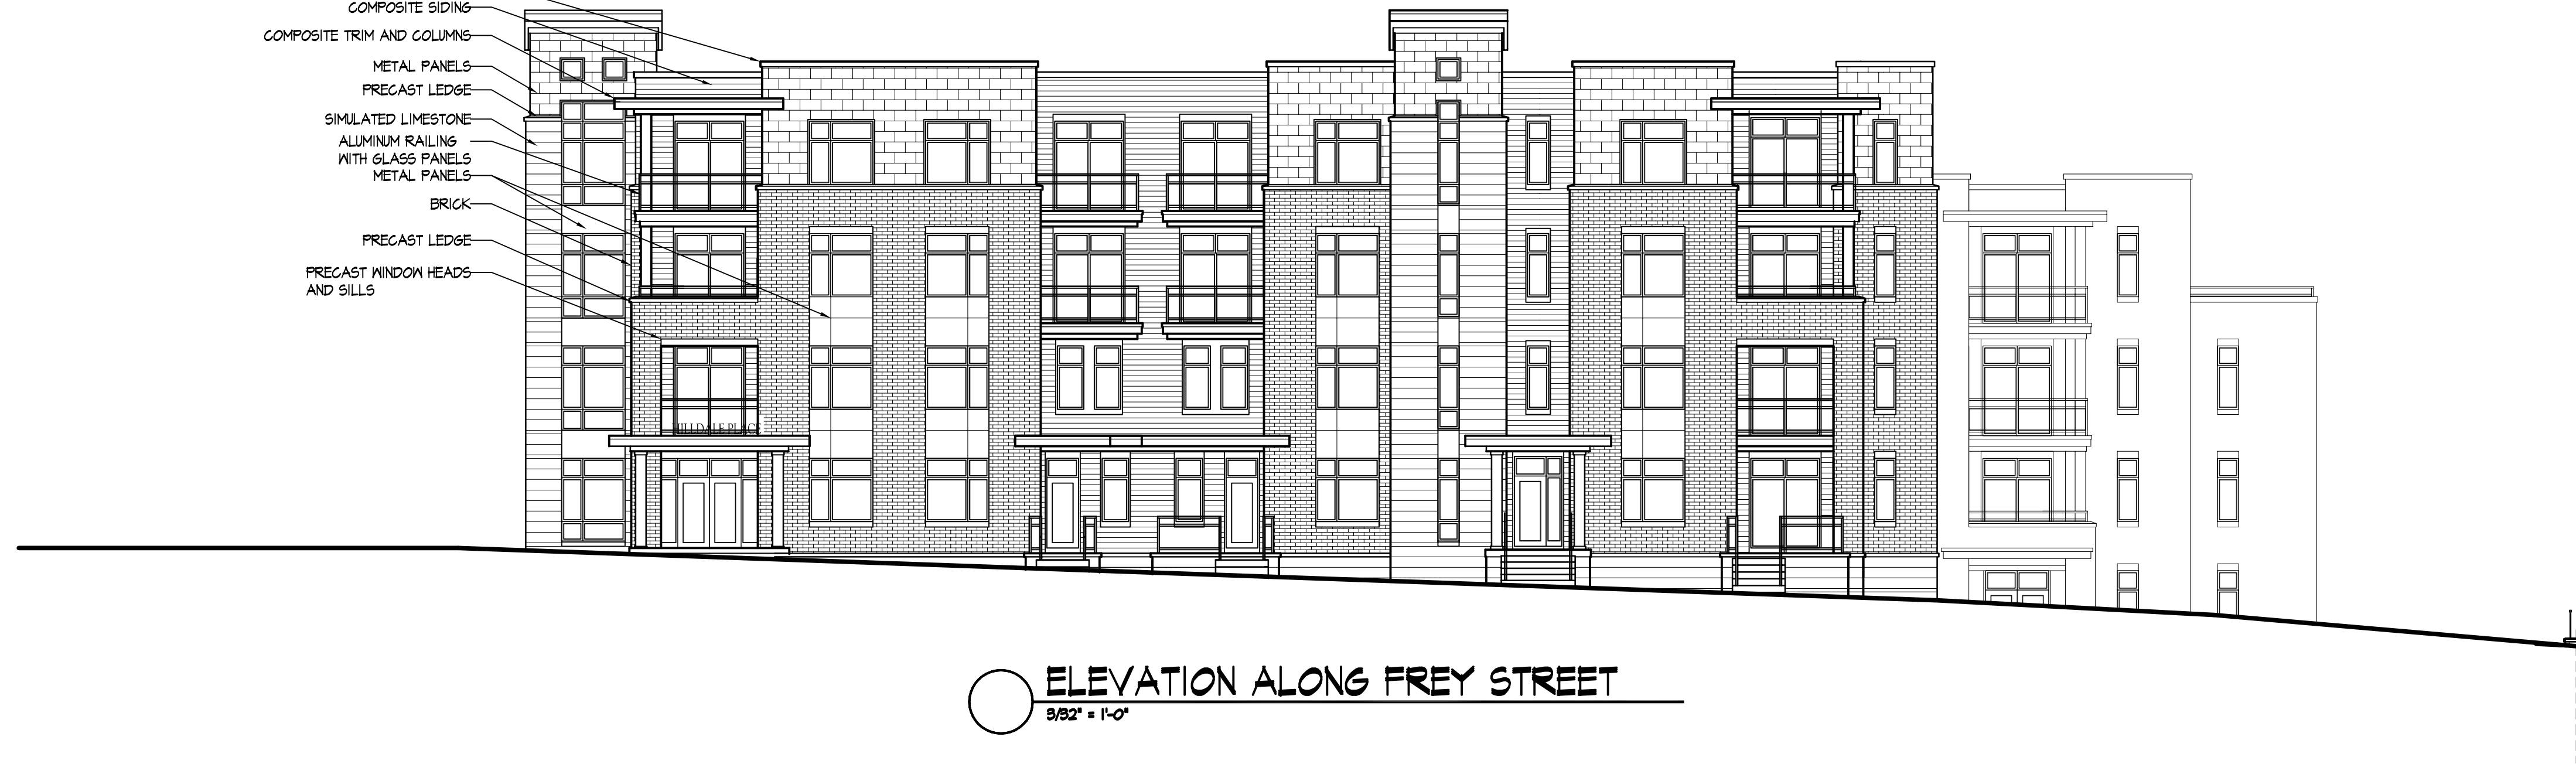 COMPOSITE SIDING
COMPOSITE TRIM AND COLUMNS
METAL PANELS
PRECAST LEDGE
SIMULATED LIMESTONE
ALUMINUM RAILING
WITH GLASS PANELS
METAL PANELS
BRICK
PRECAST LEDGE
PRECAST WINDOW HEADS
AND SILLS
HILLDALE PLACE
ELEVATION ALONG FREY STREET
3/32" = 1'-0"